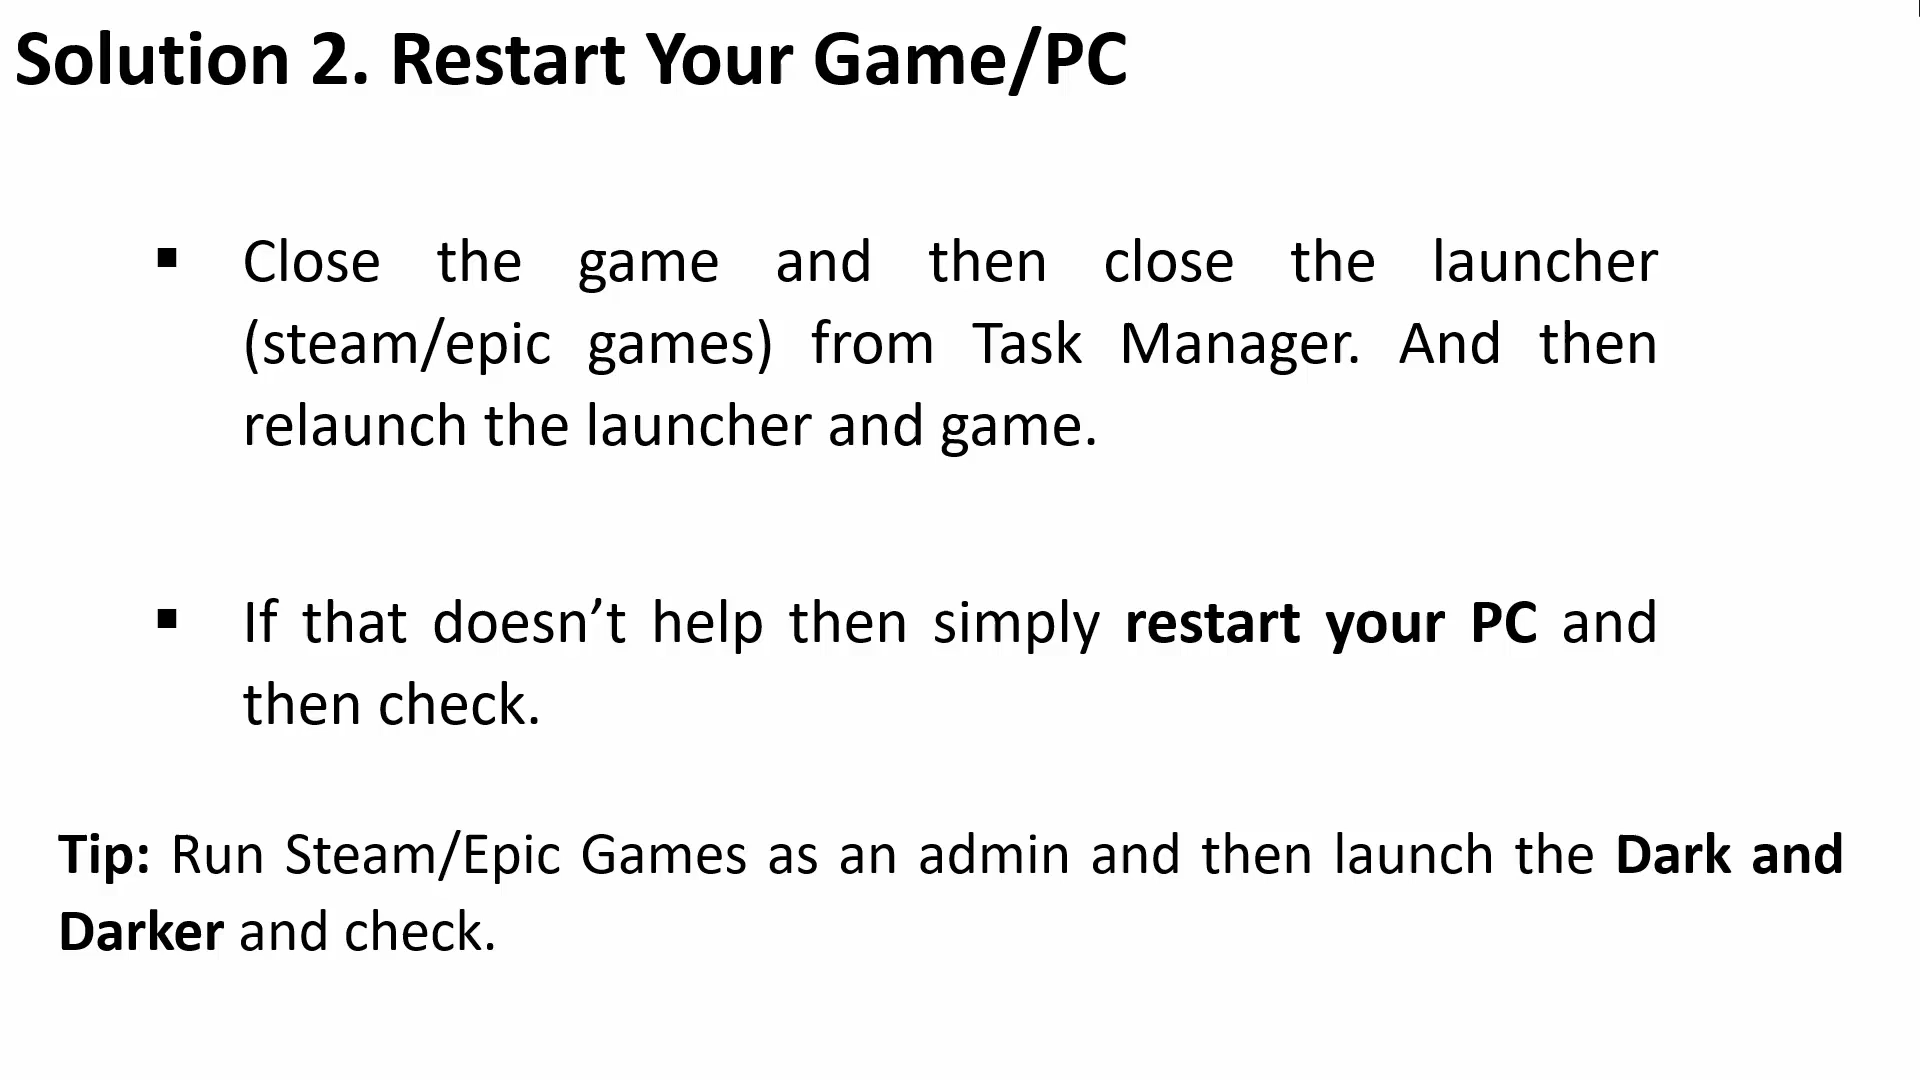 Solution 2. Restart Your Game/PC
▪ Close the game and then close the launcher
(steam/epic games) from Task Manager. And then
relaunch the launcher and game.
▪ If that doesn’t help then simply restart your PC and
then check.
Tip: Run Steam/Epic Games as an admin and then launch the Dark and
Darker and check.